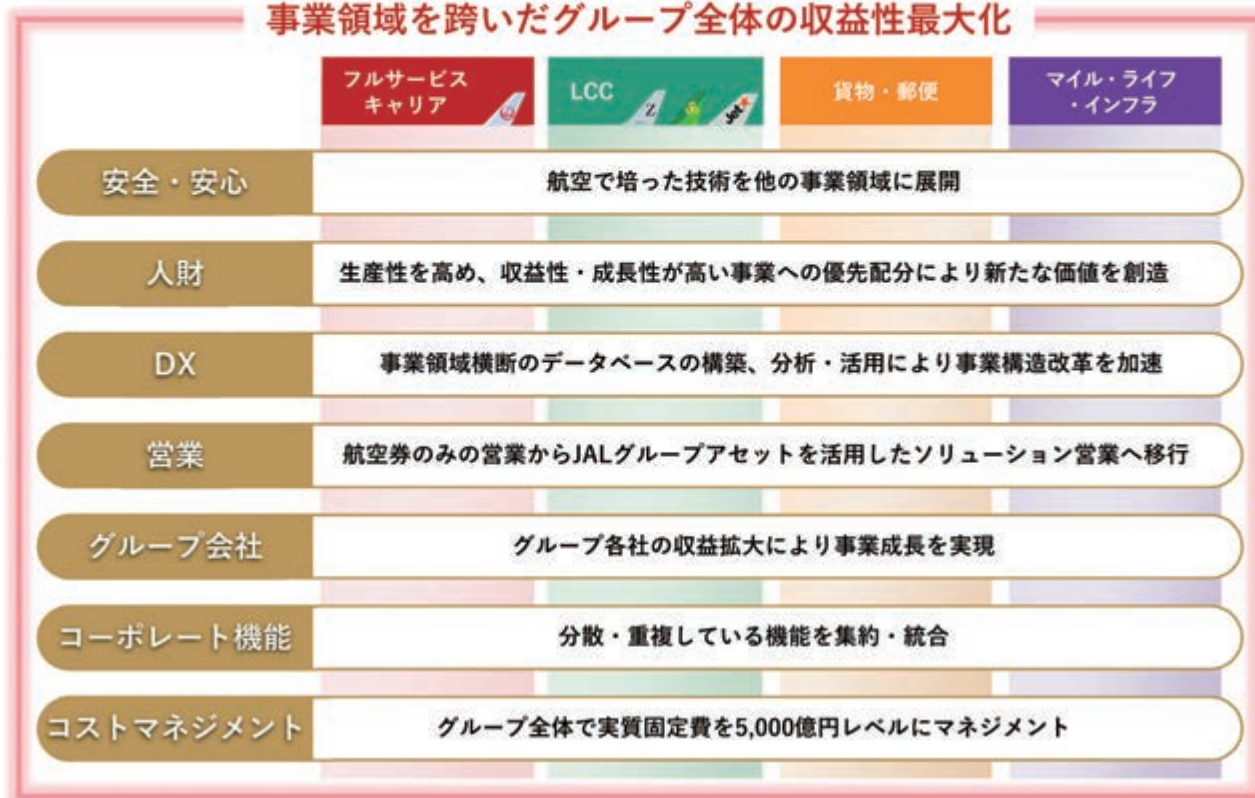 事業領域を跨いだグループ全体の収益性最大化
フルサービス
キャリア
LCC
Z
Jet
貨物・郵便
マイル・ライフ
・インフラ
安全・安心
航空で培った技術を他の事業領域に展開
人財
生産性を高め、収益性・成長性が高い事業への優先配分により新たな価値を創造
DX
事業領域横断のデータベースの構築、分析・活用により事業構造改革を加速
営業
航空券のみの営業からJALグループアセットを活用したソリューション営業へ移行
グループ会社
グループ各社の収益拡大により事業成長を実現
コーポレート機能
分散・重複している機能を集約・統合
コストマネジメント
グループ全体で実質固定費を5,000億円レベルにマネジメント